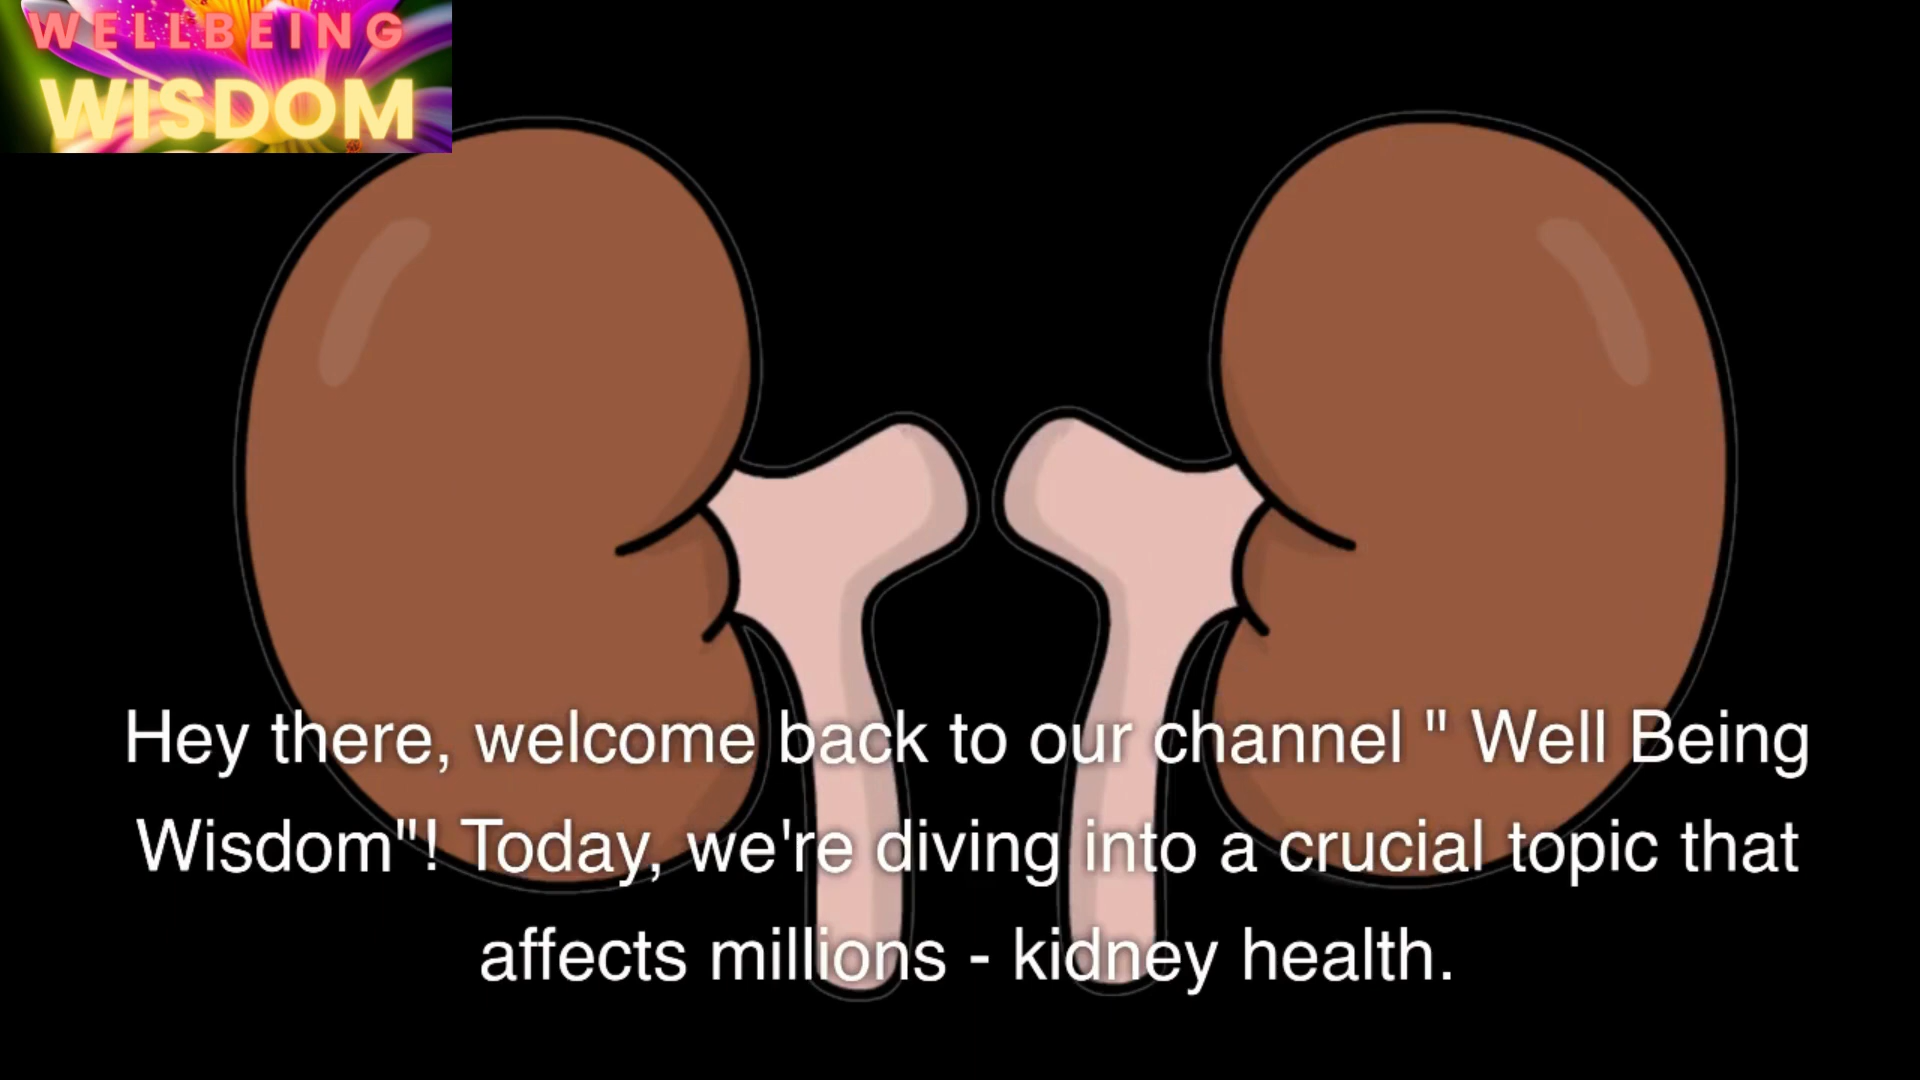 WELLBEING
WISDOM
Hey there, welcome back to our channel " Well Being
Wisdom"! Today, we're diving into a crucial topic that
affects millions - kidney health.